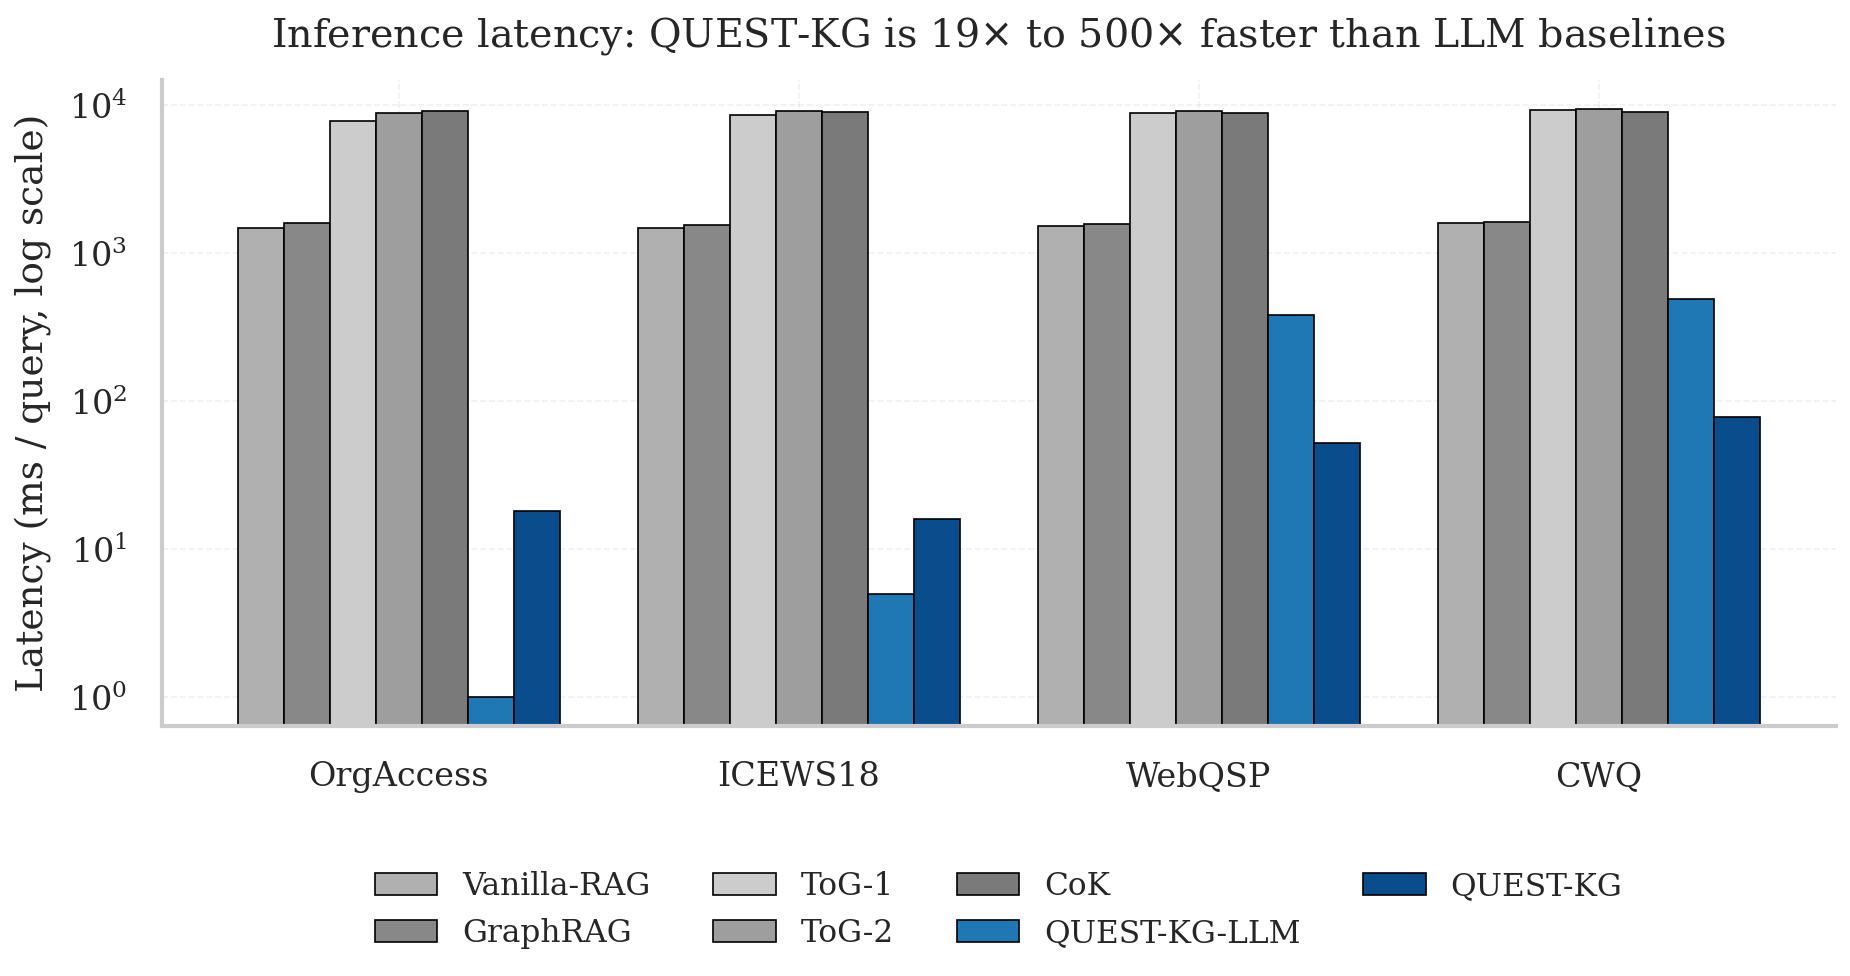 Inference latency: QUEST-KG is 19× to 500× faster than LLM baselines
Latency (ms / query, log scale)
10⁴
10³
10²
10¹
10⁰
OrgAccess
ICEWS18
WebQSP
CWQ
Vanilla-RAG
GraphRAG
ToG-1
ToG-2
CoK
QUEST-KG-LLM
QUEST-KG